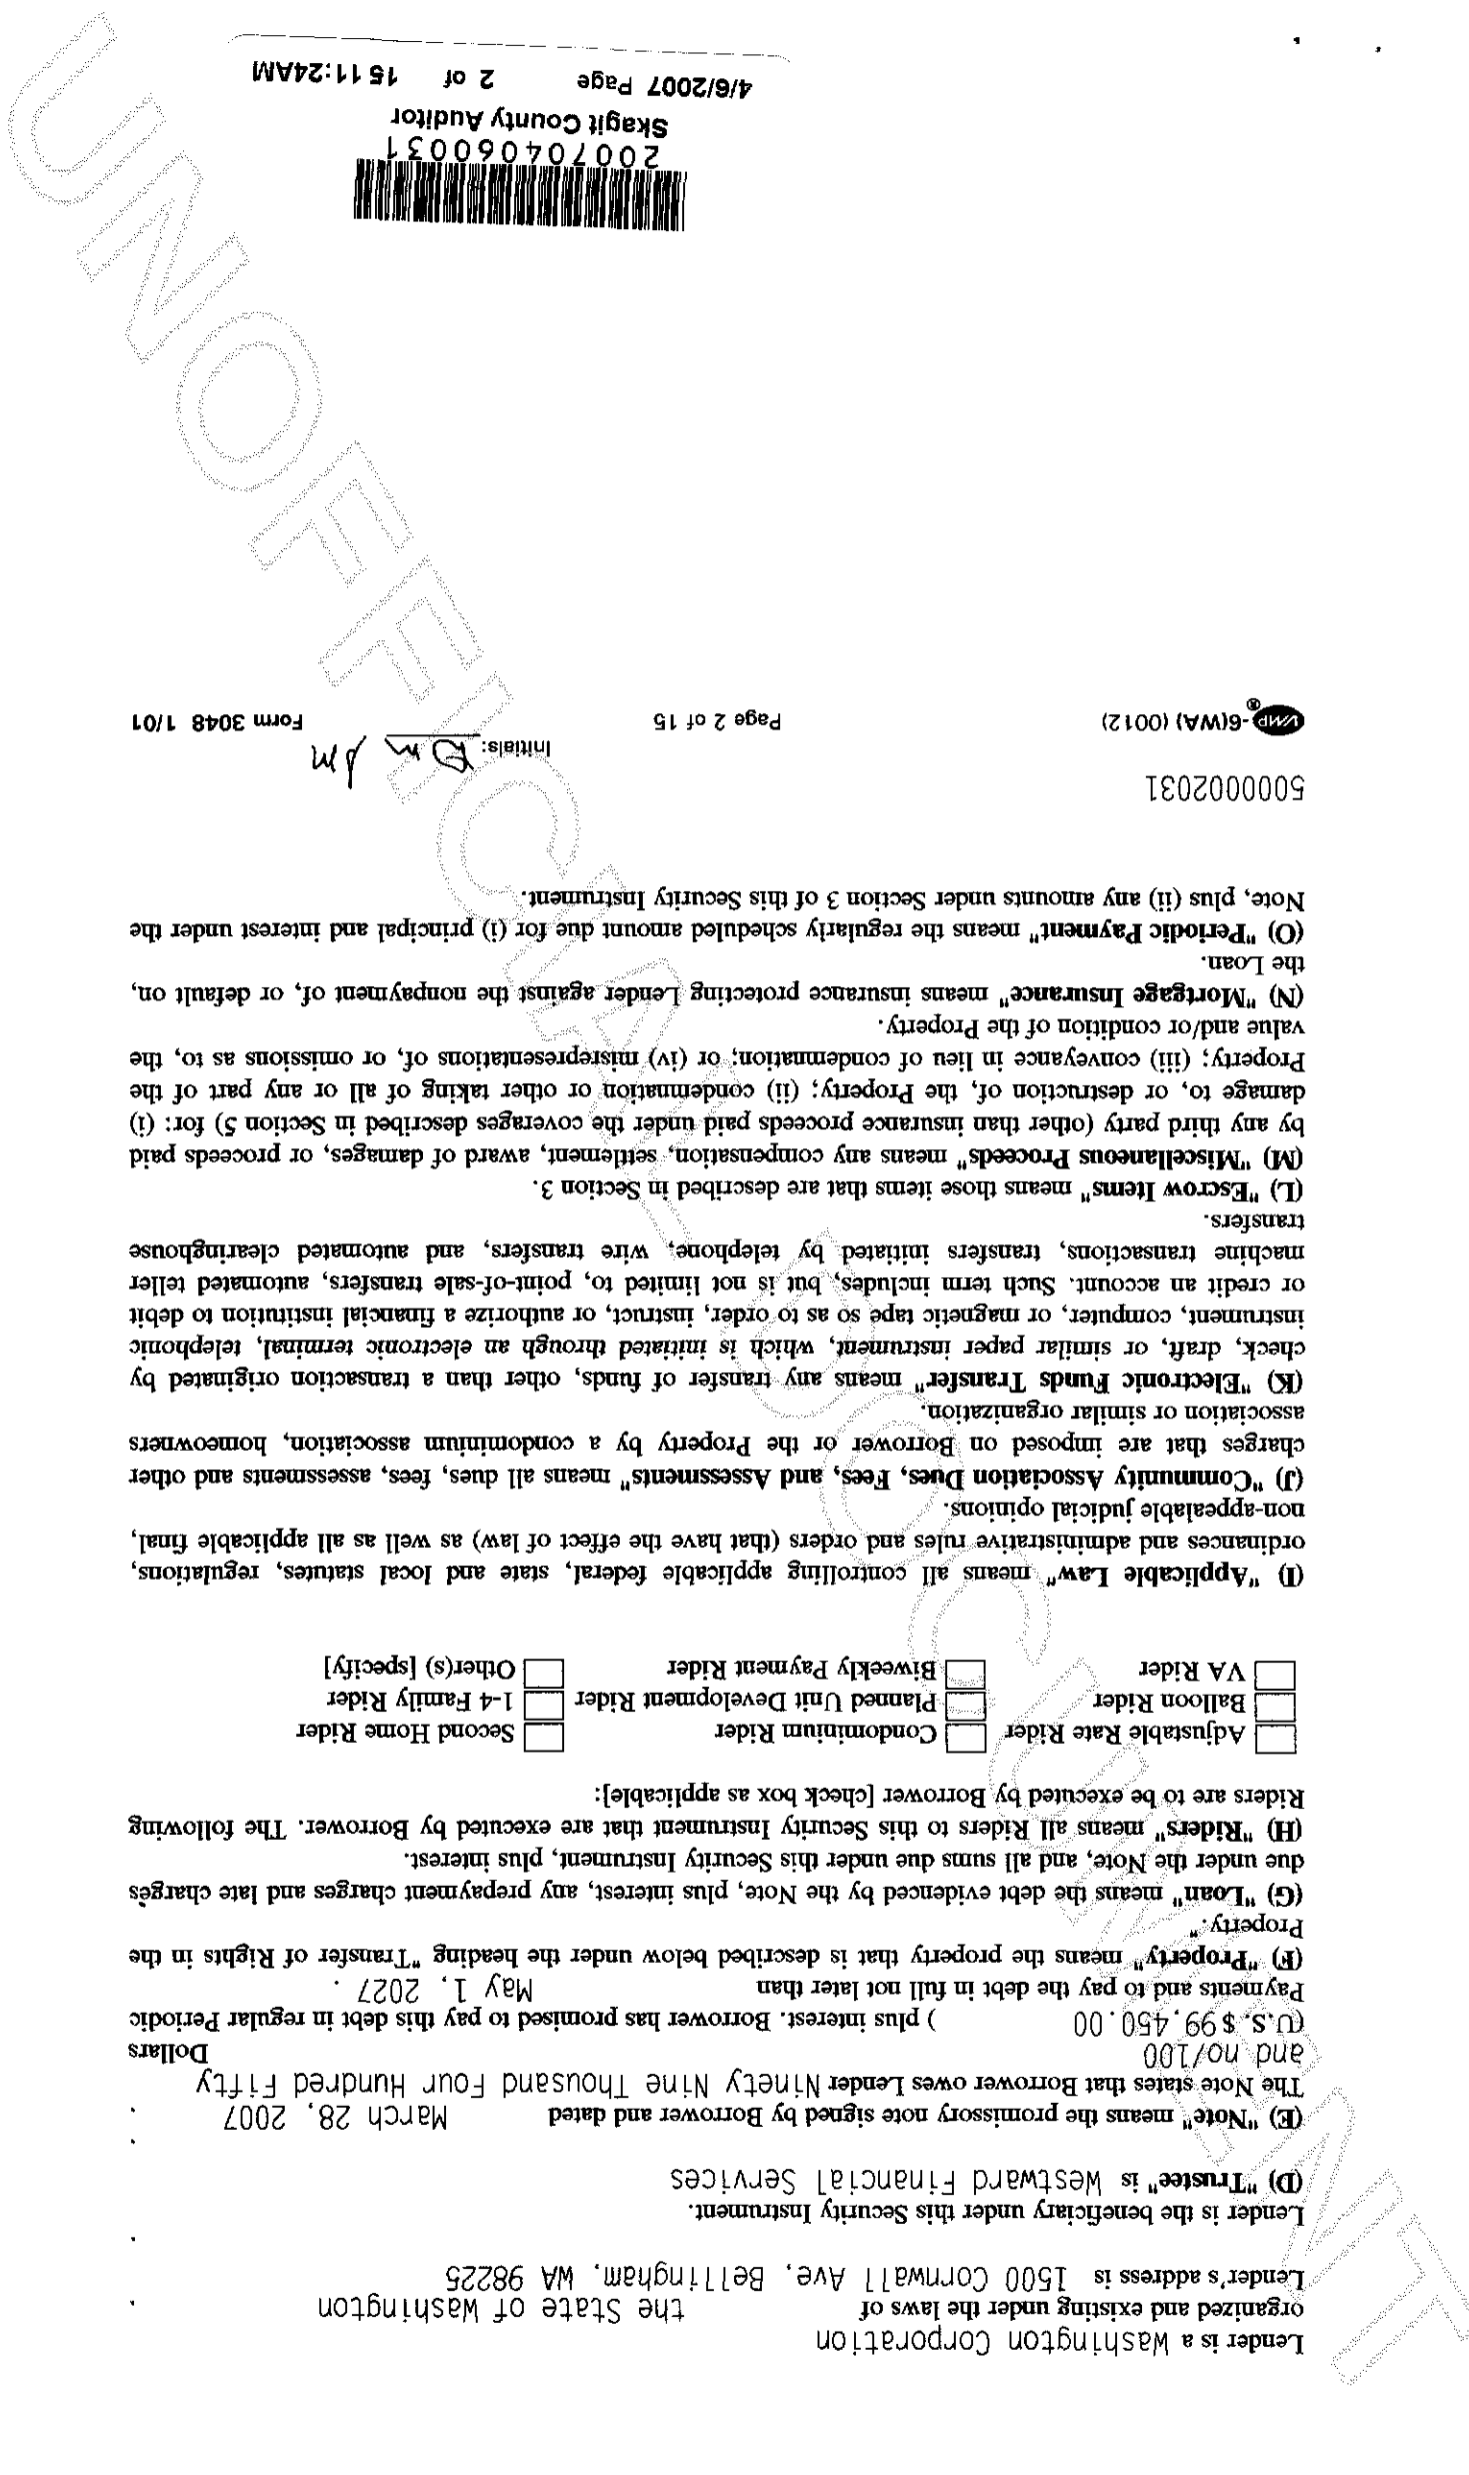 Lender is a Washington Corporation
organized and existing under the laws of the State of Washington .
Lender's address is 1500 Cornwall Ave, Bellingham, WA 98225
.
Lender is the beneficiary under this Security Instrument.
(D) "Trustee" is Westward Financial Services
.
(E) "Note" means the promissory note signed by Borrower and dated March 28, 2007 .
The Note states that Borrower owes Lender Ninety Nine Thousand Four Hundred Fifty
and no/100 Dollars
(U.S. $99,450.00 ) plus interest. Borrower has promised to pay this debt in regular Periodic
Payments and to pay the debt in full not later than May 1, 2027 .
(F) "Property" means the property that is described below under the heading "Transfer of Rights in the
Property."
(G) "Loan" means the debt evidenced by the Note, plus interest, any prepayment charges and late charges
due under the Note, and all sums due under this Security Instrument, plus interest.
(H) "Riders" means all Riders to this Security Instrument that are executed by Borrower. The following
Riders are to be executed by Borrower [check box as applicable]:
Adjustable Rate Rider Condominium Rider Second Home Rider
Balloon Rider Planned Unit Development Rider 1-4 Family Rider
VA Rider Biweekly Payment Rider Other(s) [specify]
(I) "Applicable Law" means all controlling applicable federal, state and local statutes, regulations,
ordinances and administrative rules and orders (that have the effect of law) as well as all applicable final,
non-appealable judicial opinions.
(J) "Community Association Dues, Fees, and Assessments" means all dues, fees, assessments and other
charges that are imposed on Borrower or the Property by a condominium association, homeowners
association or similar organization.
(K) "Electronic Funds Transfer" means any transfer of funds, other than a transaction originated by
check, draft, or similar paper instrument, which is initiated through an electronic terminal, telephonic
instrument, computer, or magnetic tape so as to order, instruct, or authorize a financial institution to debit
or credit an account. Such term includes, but is not limited to, point-of-sale transfers, automated teller
machine transactions, transfers initiated by telephone, wire transfers, and automated clearinghouse
transfers.
(L) "Escrow Items" means those items that are described in Section 3.
(M) "Miscellaneous Proceeds" means any compensation, settlement, award of damages, or proceeds paid
by any third party (other than insurance proceeds paid under the coverages described in Section 5) for: (i)
damage to, or destruction of, the Property; (ii) condemnation or other taking of all or any part of the
Property; (iii) conveyance in lieu of condemnation; or (iv) misrepresentations of, or omissions as to, the
value and/or condition of the Property.
(N) "Mortgage Insurance" means insurance protecting Lender against the nonpayment of, or default on,
the Loan.
(O) "Periodic Payment" means the regularly scheduled amount due for (i) principal and interest under the
Note, plus (ii) any amounts under Section 3 of this Security Instrument.
500002031
Initials:
VMP®-6(WA) (0012) Page 2 of 15 Form 3048 1/01
200704060031
Skagit County Auditor
4/6/2007 Page 2 of 15 11:24AM
UNOFFICIAL DOCUMENT